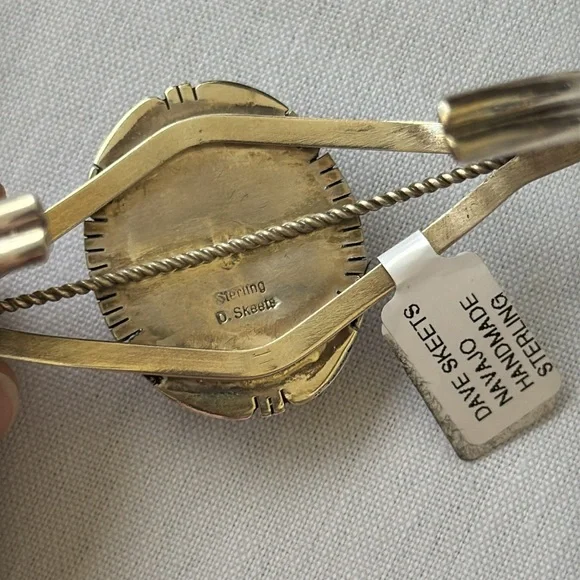 Sterling
D. Skeets
DAVE SKEETS
NAVAJO
HANDMADE
STERLING